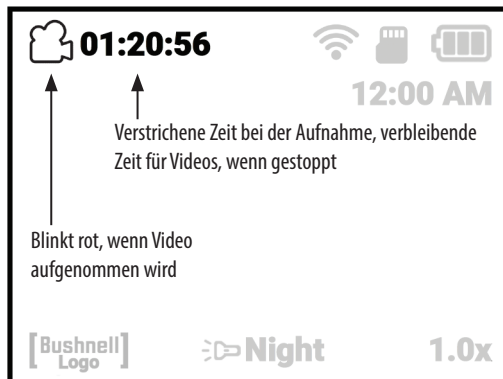 01:20:56
12:00 AM
Verstrichene Zeit bei der Aufnahme, verbleibende
Zeit für Videos, wenn gestoppt
Blinkt rot, wenn Video
aufgenommen wird
[Bushnell
Logo]
Night
1.0x